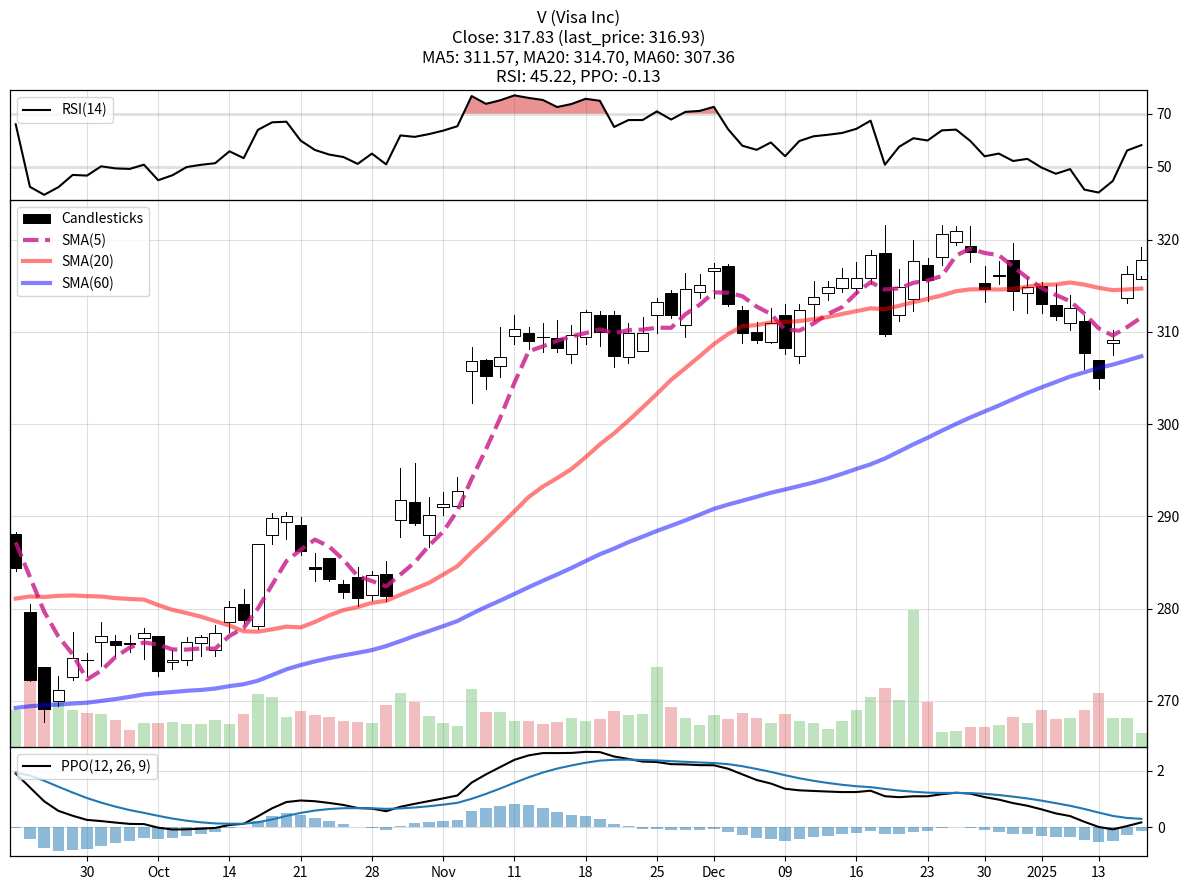 V (Visa Inc)
Close: 317.83 (last_price: 316.93)
MA5: 311.57, MA20: 314.70, MA60: 307.36
RSI: 45.22, PPO: -0.13
RSI(14)
70
50
Candlesticks
SMA(5)
SMA(20)
SMA(60)
320
310
300
290
280
270
PPO(12, 26, 9)
2
0
30 Oct 14 21 28 Nov 11 18 25 Dec 09 16 23 30 2025 13